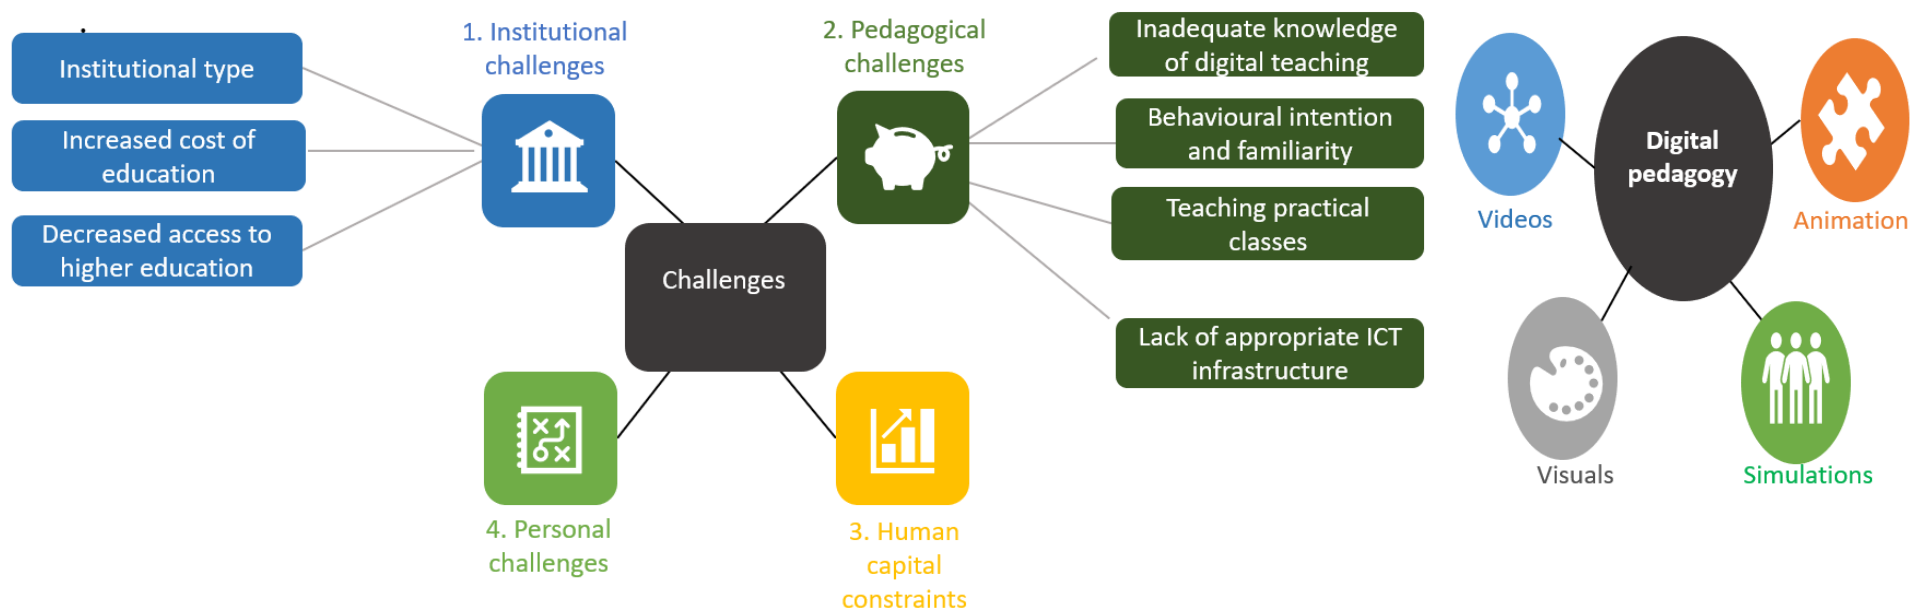 Institutional type
Increased cost of
education
Decreased access to
higher education
1. Institutional
challenges
2. Pedagogical
challenges
Challenges
4. Personal
challenges
3. Human
capital
constraints
Inadequate knowledge
of digital teaching
Behavioural intention
and familiarity
Teaching practical
classes
Lack of appropriate ICT
infrastructure
Digital
pedagogy
Videos
Animation
Visuals
Simulations